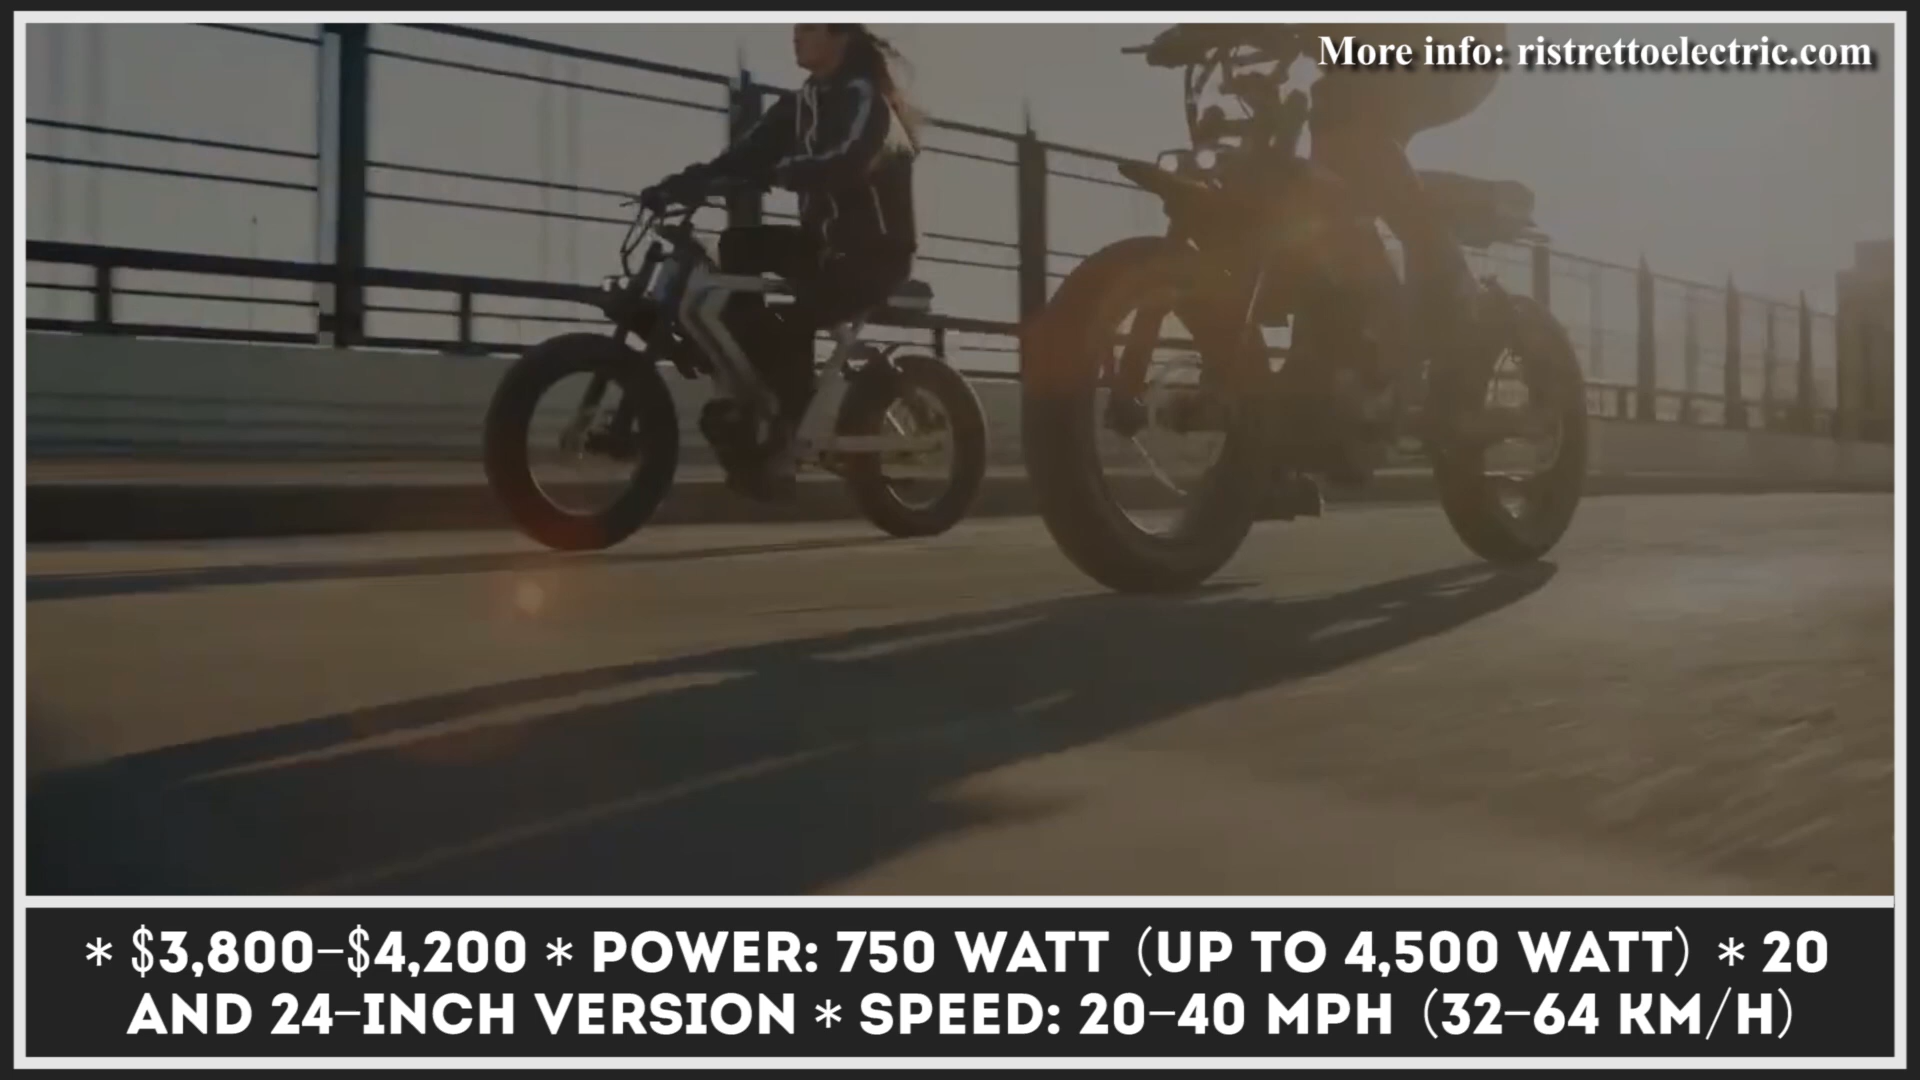 More info: ristrettoelectric.com
* $3,800–$4,200 * POWER: 750 WATT (UP TO 4,500 WATT) * 20
AND 24–INCH VERSION * SPEED: 20–40 MPH (32–64 KM/H)